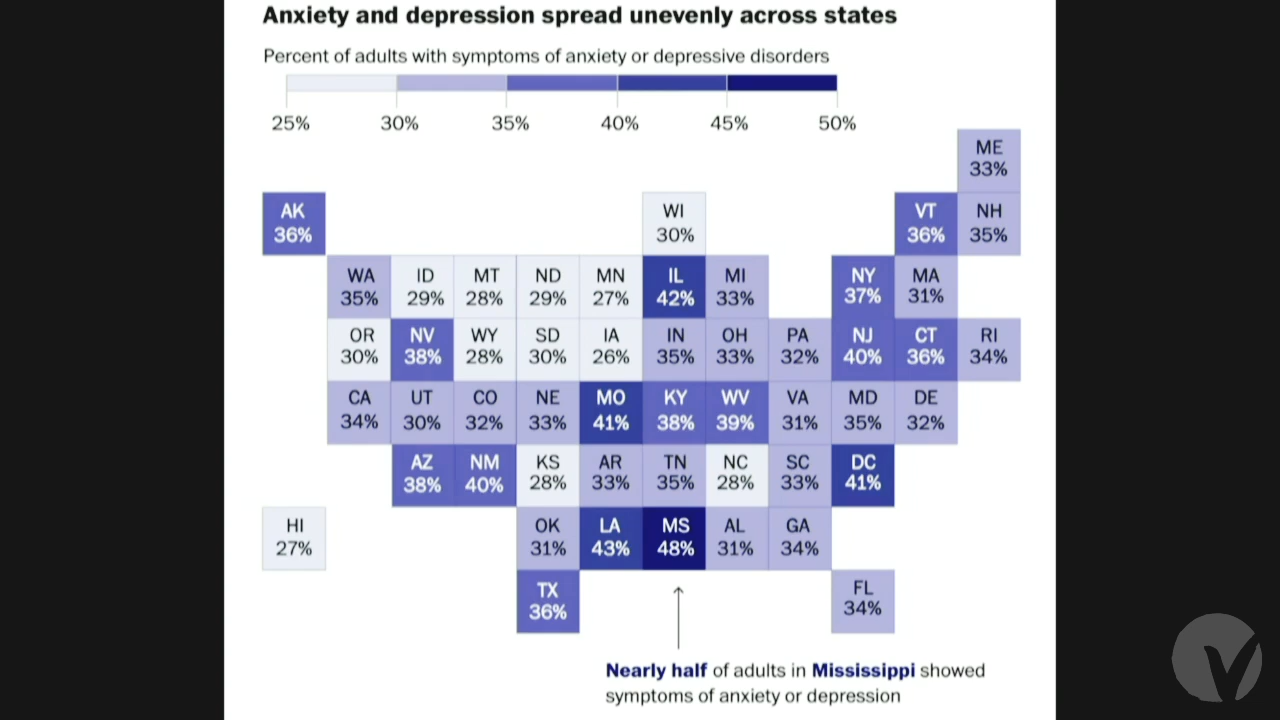 Anxiety and depression spread unevenly across states
Percent of adults with symptoms of anxiety or depressive disorders
25% 30% 35% 40% 45% 50%
ME
33%
AK
36%
WI
30%
VT
36%
NH
35%
WA
35%
ID
29%
MT
28%
ND
29%
MN
27%
IL
42%
MI
33%
NY
37%
MA
31%
OR
30%
NV
38%
WY
28%
SD
30%
IA
26%
IN
35%
OH
33%
PA
32%
NJ
40%
CT
36%
RI
34%
CA
34%
UT
30%
CO
32%
NE
33%
MO
41%
KY
38%
WV
39%
VA
31%
MD
35%
DE
32%
AZ
38%
NM
40%
KS
28%
AR
33%
TN
35%
NC
28%
SC
33%
DC
41%
HI
27%
OK
31%
LA
43%
MS
48%
AL
31%
GA
34%
TX
36%
FL
34%
Nearly half of adults in Mississippi showed
symptoms of anxiety or depression